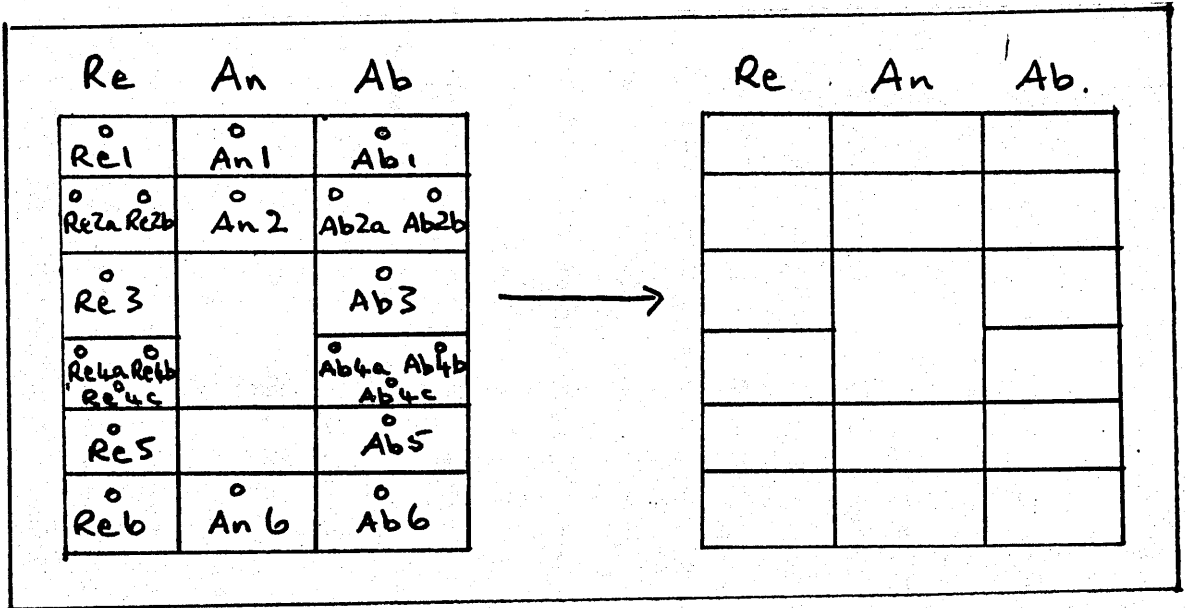 Re An Ab Re An Ab.
Re1 An1 Ab1
Re2a Re2b An2 Ab2a Ab2b
Re3 Ab3
Re4a Re4b Ab4a Ab4b
Re4c Ab4c
Re5 Ab5
Re6 An6 Ab6